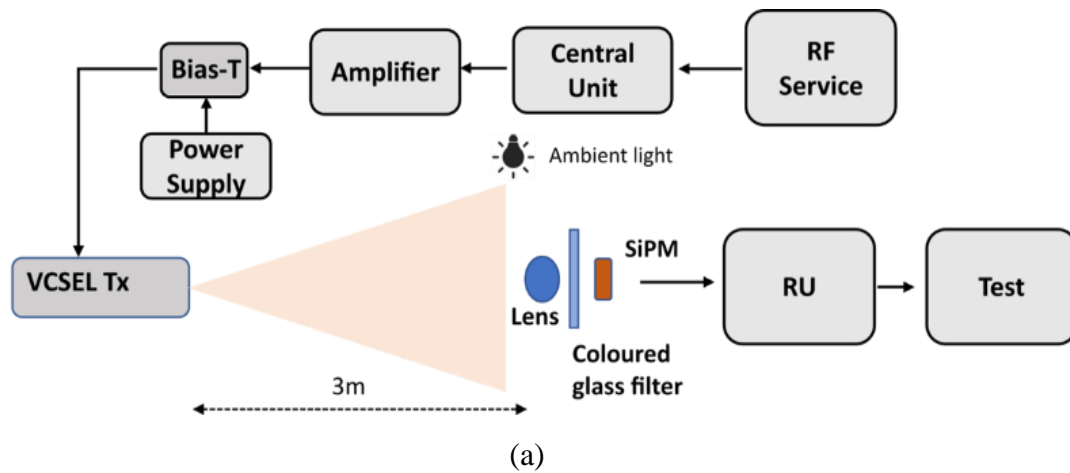 Bias-T
Amplifier
Central
Unit
RF
Service
Power
Supply
Ambient light
VCSEL Tx
SiPM
RU
Test
Lens
Coloured
glass filter
3m
(a)